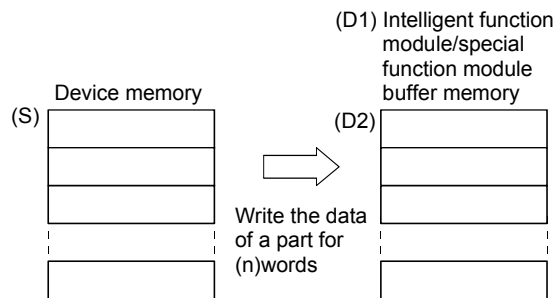 (D1) Intelligent function
module/special
function module
buffer memory
Device memory
(S)
(D2)
Write the data
of a part for
(n)words